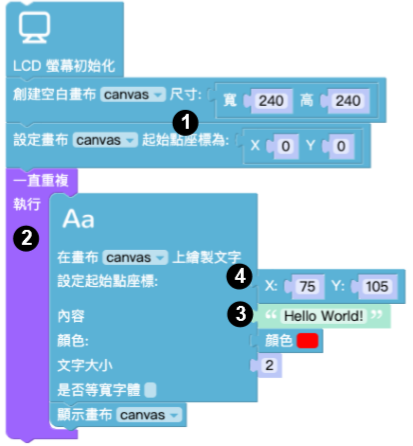 LCD 螢幕初始化
創建空白畫布 canvas 尺寸: 寬 240 高 240
1
設定畫布 canvas 起始點座標為: X 0 Y 0
一直重複
執行
2
Aa
在畫布 canvas 上繪製文字
設定起始點座標: 4 X: 75 Y: 105
內容 3 “ Hello World! ”
顏色: 顏色
文字大小 2
是否等寬字體
顯示畫布 canvas